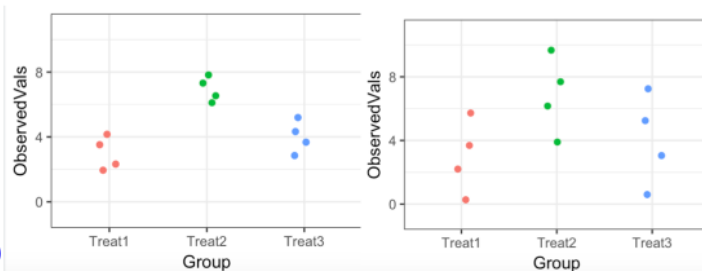 ObservedVals
8
4
0
Treat1 Treat2 Treat3
Group
ObservedVals
8
4
0
Treat1 Treat2 Treat3
Group